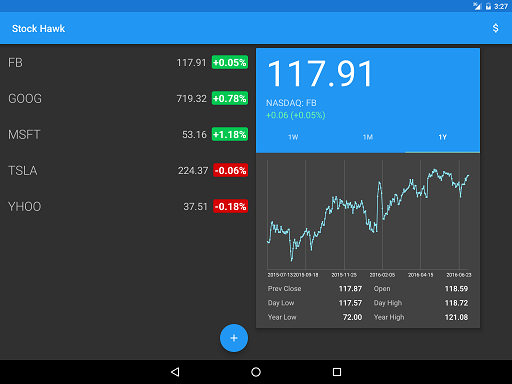 3:27
Stock Hawk $
FB 117.91 +0.05%
GOOG 719.32 +0.78%
MSFT 53.16 +1.18%
TSLA 224.37 -0.06%
YHOO 37.51 -0.18%
+
117.91
NASDAQ: FB
+0.06 (+0.05%)
1W 1M 1Y
2015-07-13 2015-09-18 2015-11-25 2016-02-05 2016-04-15 2016-06-23
Prev Close 117.87 Open 118.59
Day Low 117.57 Day High 118.72
Year Low 72.00 Year High 121.08